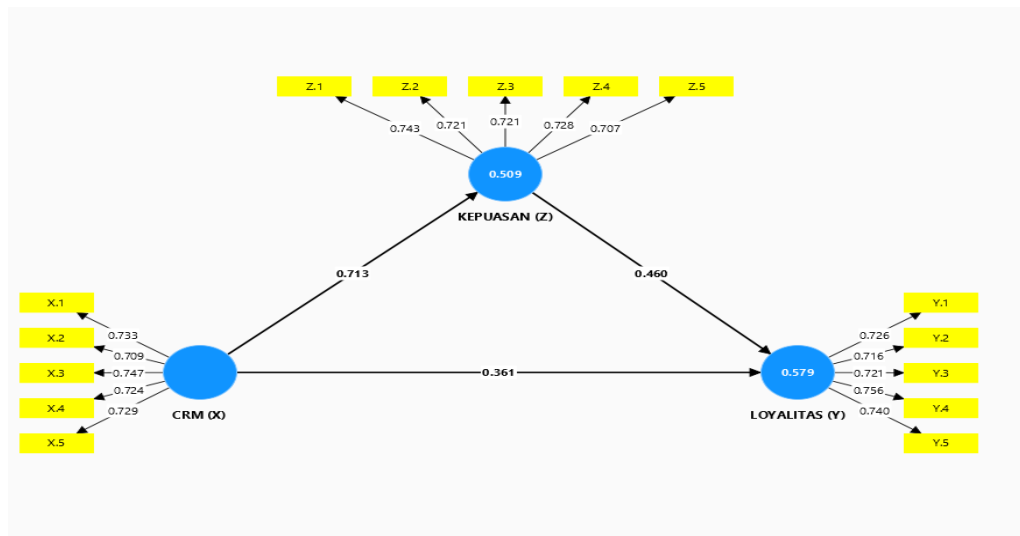 Z.1 Z.2 Z.3 Z.4 Z.5
0.743 0.721 0.721 0.728 0.707
0.509
KEPUASAN (Z)
0.713 0.460
X.1
X.2
X.3
X.4
X.5
0.733
0.709
0.747
0.724
0.729
CRM (X)
0.361
0.579
LOYALITAS (Y)
0.726
0.716
0.721
0.756
0.740
Y.1
Y.2
Y.3
Y.4
Y.5